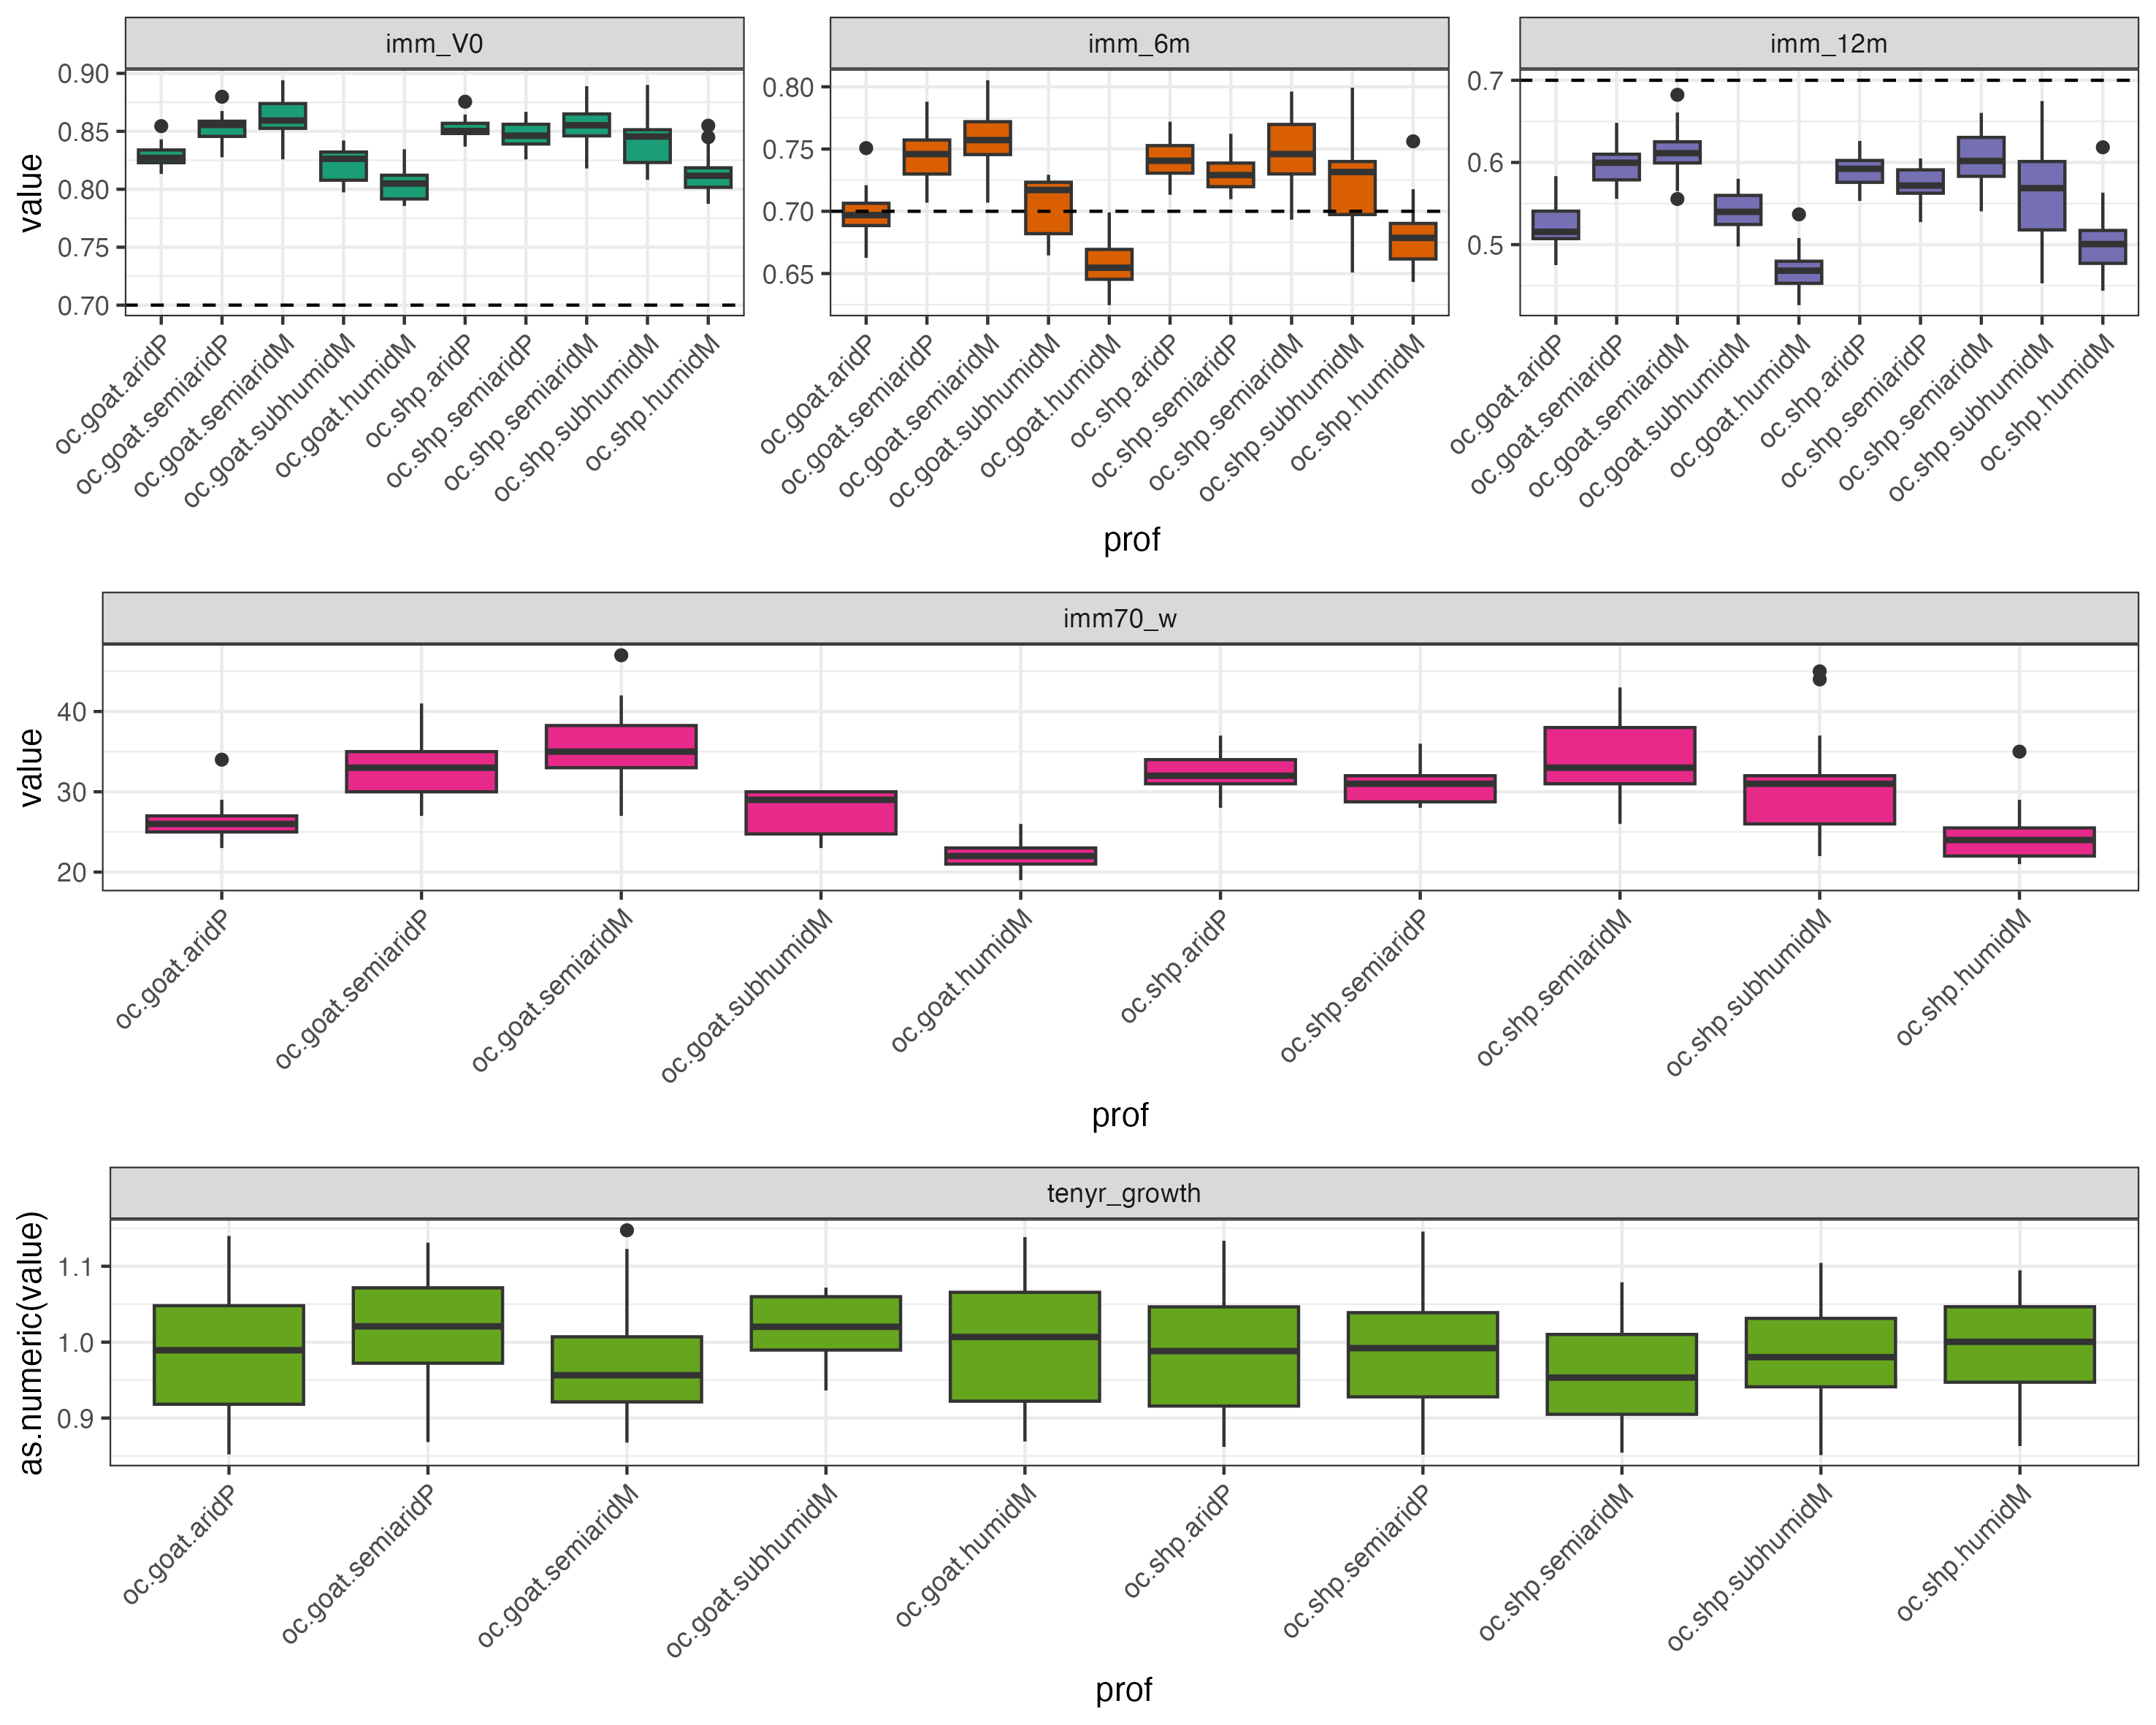 imm_V0
imm_6m
imm_12m
value
0.90
0.85
0.80
0.75
0.70
0.80
0.75
0.70
0.65
0.7
0.6
0.5
oc.goat.aridP
oc.goat.semiaridP
oc.goat.semiaridM
oc.goat.subhumidM
oc.goat.humidM
oc.shp.aridP
oc.shp.semiaridP
oc.shp.semiaridM
oc.shp.subhumidM
oc.shp.humidM
oc.goat.aridP
oc.goat.semiaridP
oc.goat.semiaridM
oc.goat.subhumidM
oc.goat.humidM
oc.shp.aridP
oc.shp.semiaridP
oc.shp.semiaridM
oc.shp.subhumidM
oc.shp.humidM
oc.goat.aridP
oc.goat.semiaridP
oc.goat.semiaridM
oc.goat.subhumidM
oc.goat.humidM
oc.shp.aridP
oc.shp.semiaridP
oc.shp.semiaridM
oc.shp.subhumidM
oc.shp.humidM
prof
imm70_w
value
40
30
20
oc.goat.aridP
oc.goat.semiaridP
oc.goat.semiaridM
oc.goat.subhumidM
oc.goat.humidM
oc.shp.aridP
oc.shp.semiaridP
oc.shp.semiaridM
oc.shp.subhumidM
oc.shp.humidM
prof
tenyr_growth
as.numeric(value)
1.1
1.0
0.9
oc.goat.aridP
oc.goat.semiaridP
oc.goat.semiaridM
oc.goat.subhumidM
oc.goat.humidM
oc.shp.aridP
oc.shp.semiaridP
oc.shp.semiaridM
oc.shp.subhumidM
oc.shp.humidM
prof